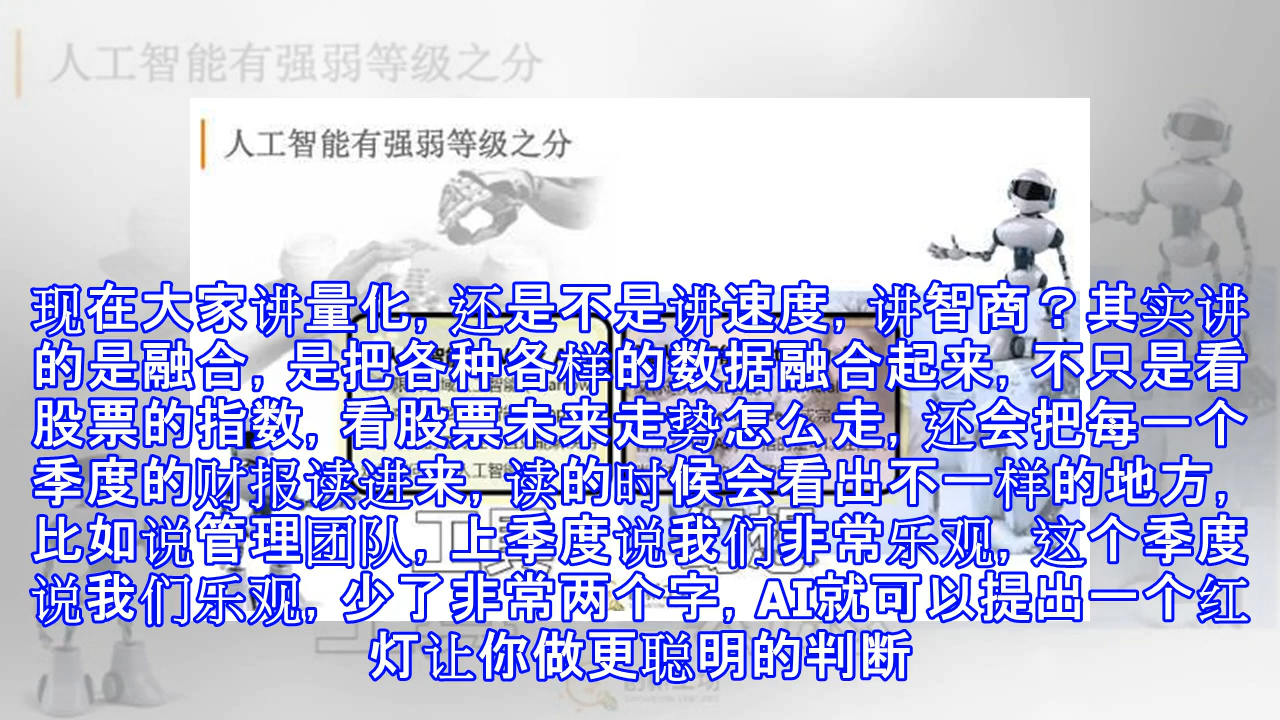 人工智能有强弱等级之分
人工智能有强弱等级之分
现在大家讲量化, 还是不是讲速度, 讲智商？其实讲
的是融合, 是把各种各样的数据融合起来, 不只是看
股票的指数, 看股票未来走势怎么走, 还会把每一个
季度的财报读进来, 读的时候会看出不一样的地方,
比如说管理团队, 上季度说我们非常乐观, 这个季度
说我们乐观, 少了非常两个字, AI就可以提出一个红
灯让你做更聪明的判断
工具